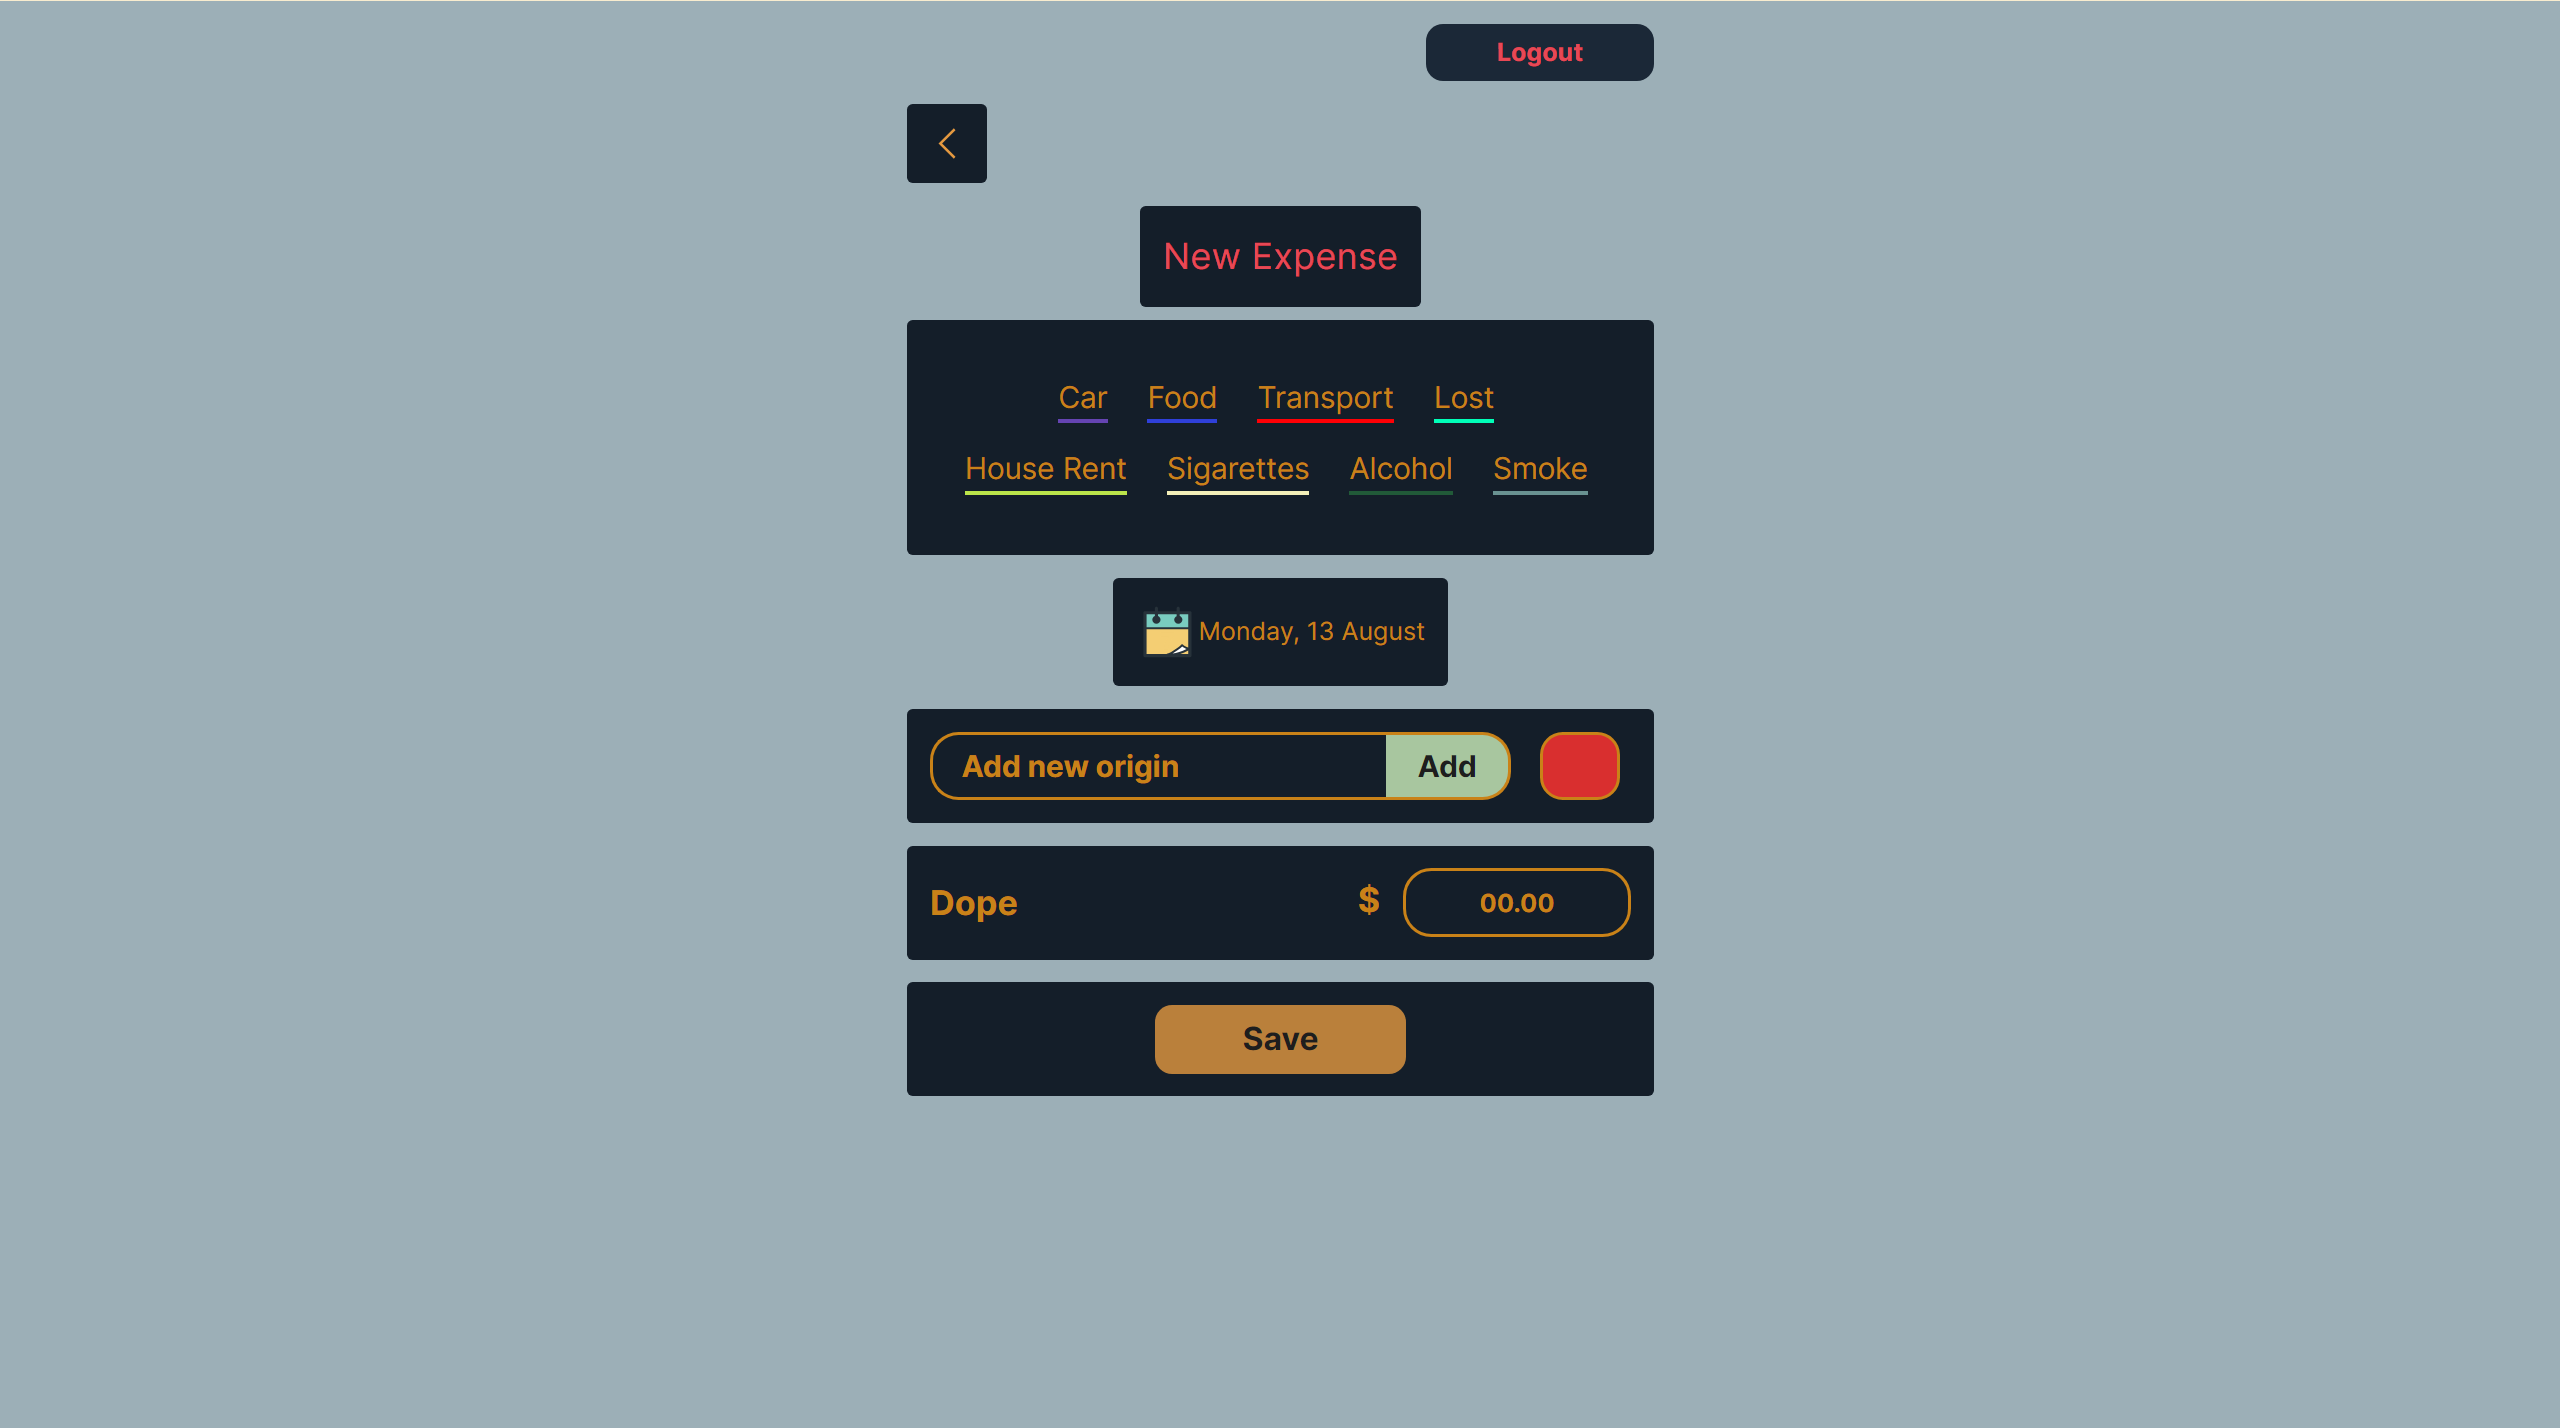 Logout
New Expense
Car Food Transport Lost
House Rent Sigarettes Alcohol Smoke
Monday, 13 August
Add new origin Add
Dope $ 00.00
Save